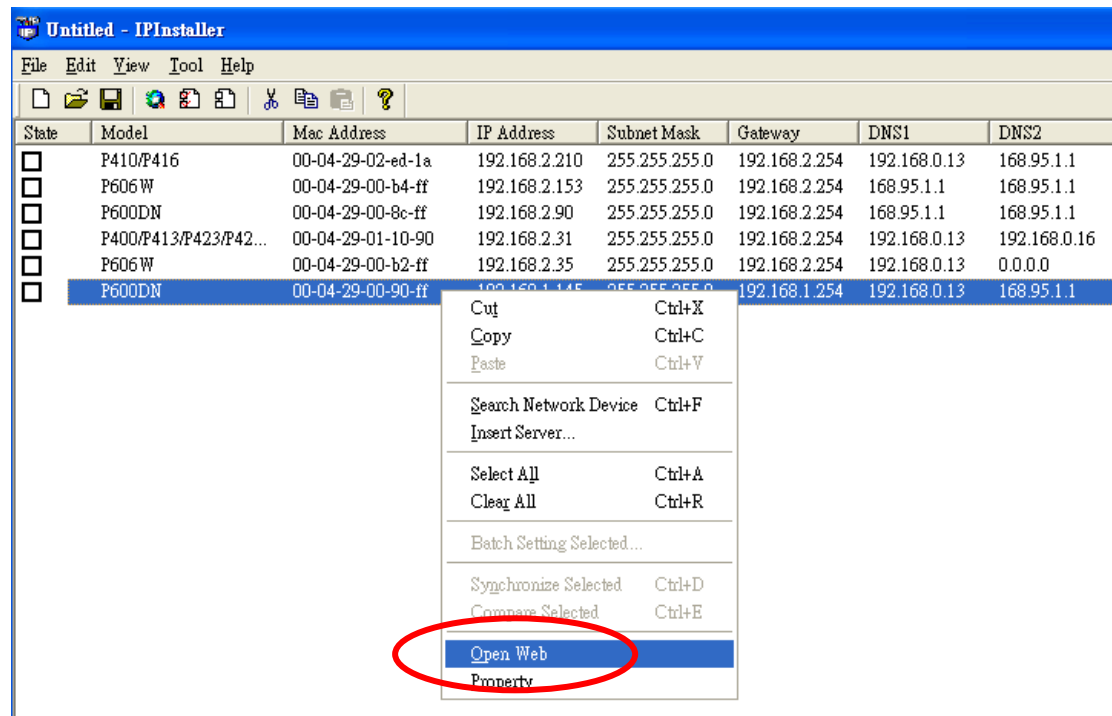 Untitled - IPInstaller
File Edit View Tool Help
State Model Mac Address IP Address Subnet Mask Gateway DNS1 DNS2
P410/P416 00-04-29-02-ed-1a 192.168.2.210 255.255.255.0 192.168.2.254 192.168.0.13 168.95.1.1
P606W 00-04-29-00-b4-ff 192.168.2.153 255.255.255.0 192.168.2.254 168.95.1.1 168.95.1.1
P600DN 00-04-29-00-8c-ff 192.168.2.90 255.255.255.0 192.168.2.254 168.95.1.1 168.95.1.1
P400/P413/P423/P42... 00-04-29-01-10-90 192.168.2.31 255.255.255.0 192.168.2.254 192.168.0.13 192.168.0.16
P606W 00-04-29-00-b2-ff 192.168.2.35 255.255.255.0 192.168.2.254 192.168.0.13 0.0.0.0
P600DN 00-04-29-00-90-ff 192.168.1.145 255.255.255.0 192.168.1.254 192.168.0.13 168.95.1.1
Cut Ctrl+X
Copy Ctrl+C
Paste Ctrl+V
Search Network Device Ctrl+F
Insert Server...
Select All Ctrl+A
Clear All Ctrl+R
Batch Setting Selected...
Synchronize Selected Ctrl+D
Compare Selected Ctrl+E
Open Web
Property